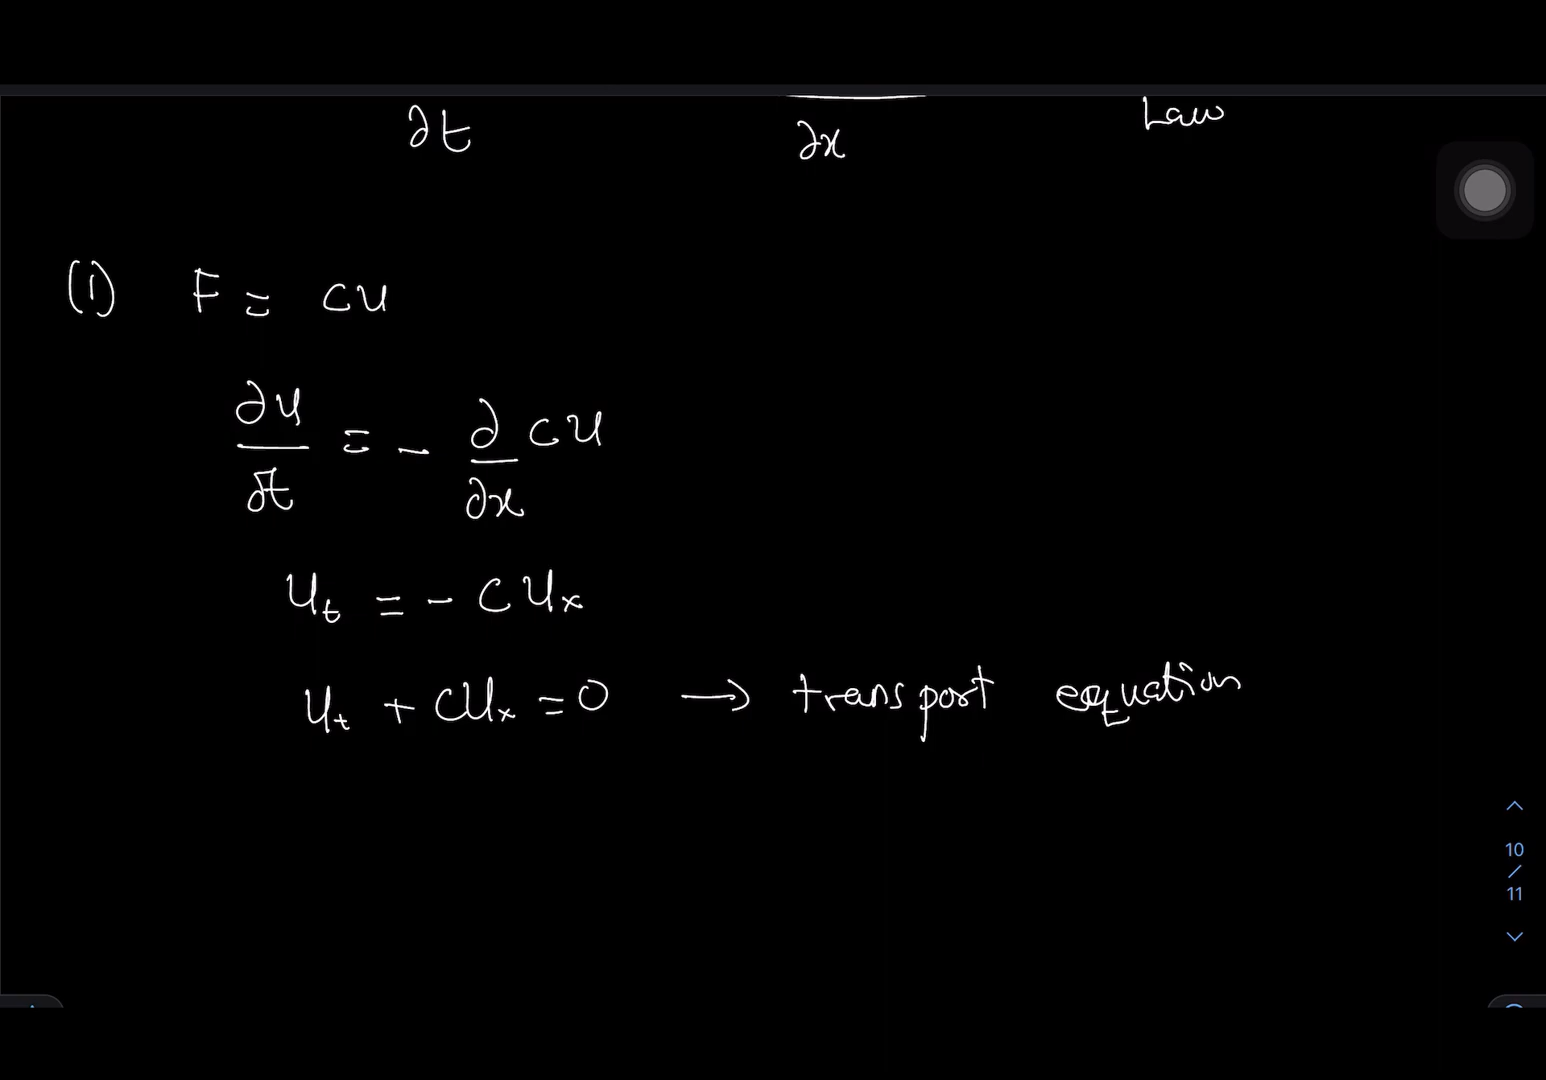 ∂t ∂x Law
(1) F = cu
∂u/∂t = - ∂/∂x cu
u_t = - c u_x
u_t + c u_x = 0 → transport equation
10
/
11